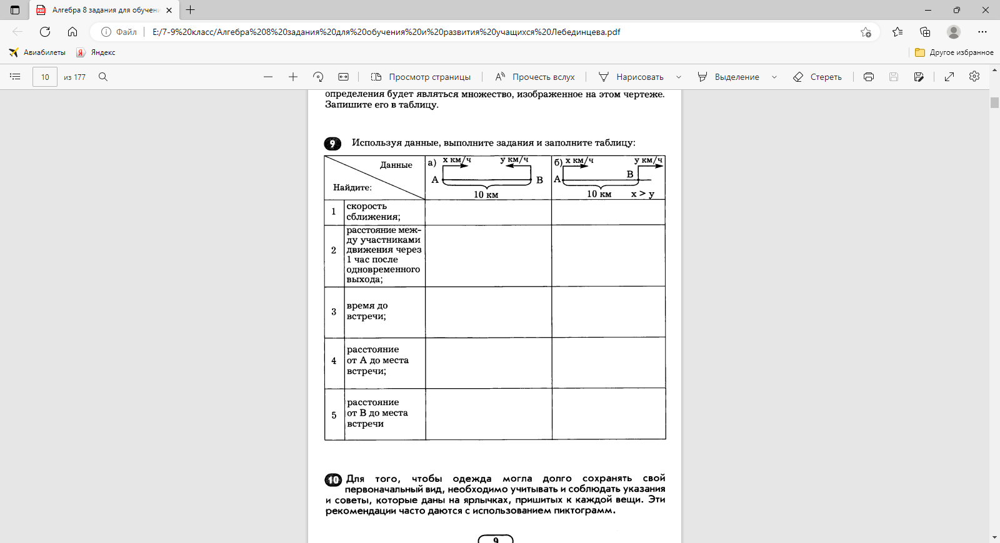 Алгебра 8 задания для обучени
Файл
E:/7-9%20класс/Алгебра%208%20задания%20для%20обучения%20и%20развития%20учащихся%20Лебединцева.pdf
Авиабилеты
Яндекс
Другое избранное
10 из 177
Просмотр страницы
Прочесть вслух
Нарисовать
Выделение
Стереть
определения будет являться множество, изображенное на этом чертеже.
Запишите его в таблицу.
9 Используя данные, выполните задания и заполните таблицу:
Данные
Найдите:
а) x км/ч y км/ч
A B
10 км
б) x км/ч y км/ч
A B
10 км x > y
1 скорость
сближения;
2 расстояние меж-
ду участниками
движения через
1 час после
одновременного
выхода;
3 время до
встречи;
4 расстояние
от A до места
встречи;
5 расстояние
от B до места
встречи
10 Для того, чтобы одежда могла долго сохранять свой
первоначальный вид, необходимо учитывать и соблюдать указания
и советы, которые даны на ярлычках, пришитых к каждой вещи. Эти
рекомендации часто даются с использованием пиктограмм.
9